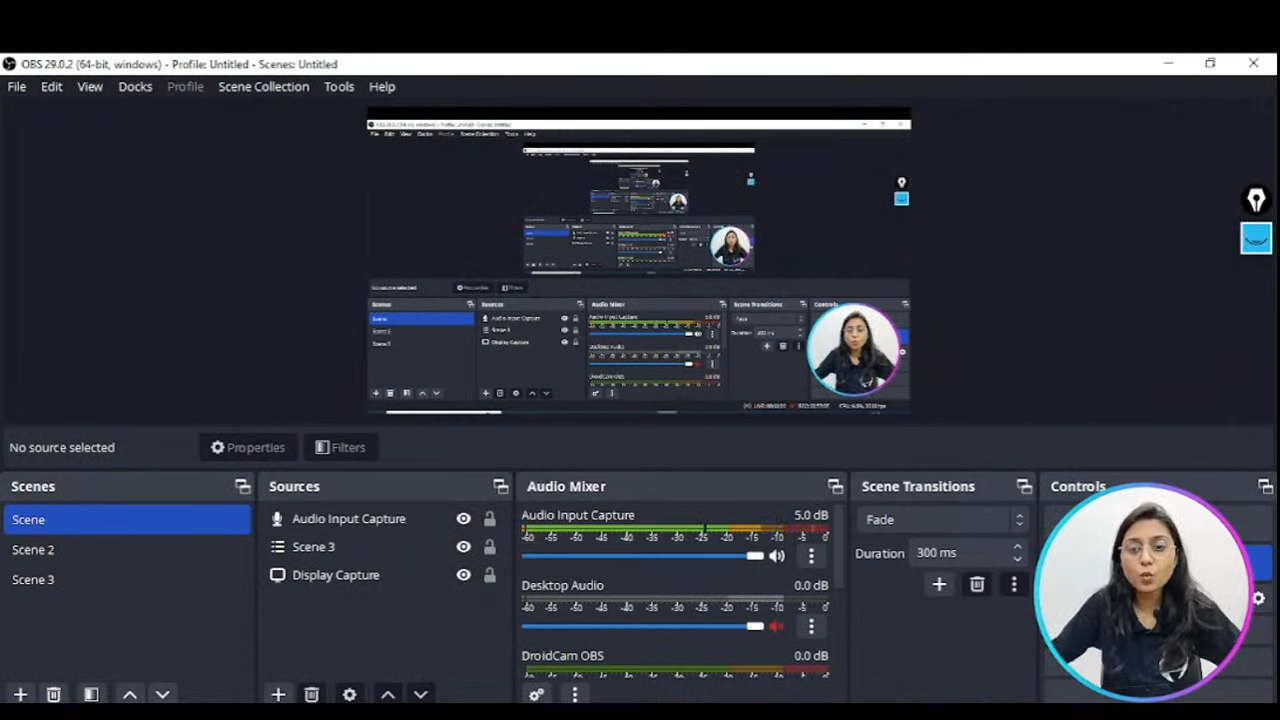 OBS 29.0.2 (64-bit, windows) - Profile: Untitled - Scenes: Untitled
File Edit View Docks Profile Scene Collection Tools Help
No source selected Properties Filters
Scenes
Scene
Scene 2
Scene 3
Sources
Audio Input Capture
Scene 3
Display Capture
Audio Mixer
Audio Input Capture 5.0 dB
-60 -55 -50 -45 -40 -35 -30 -25 -20 -15 -10 -5 0
Desktop Audio 0.0 dB
-60 -55 -50 -45 -40 -35 -30 -25 -20 -15 -10 -5 0
DroidCam OBS 0.0 dB
Scene Transitions
Fade
Duration 300 ms
Controls